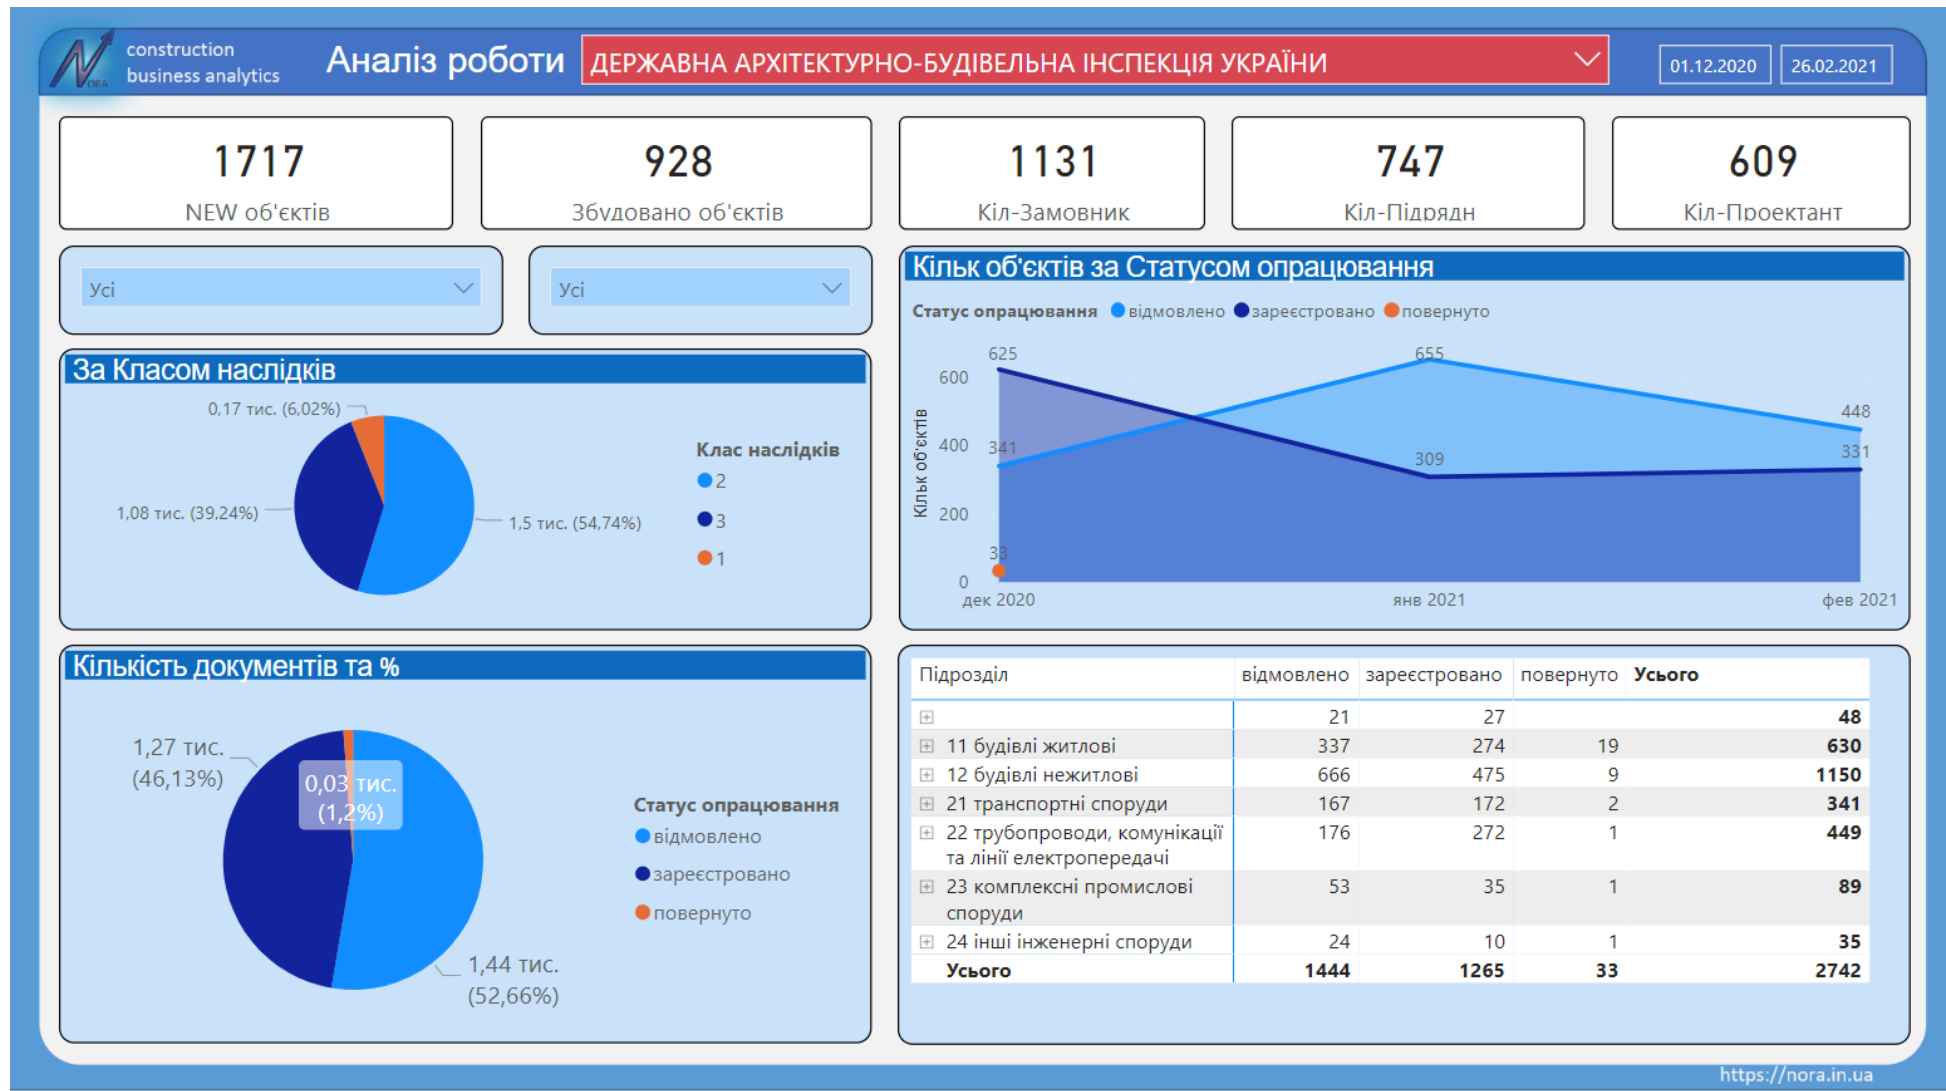 NORA
construction
business analytics
Аналіз роботи
ДЕРЖАВНА АРХІТЕКТУРНО-БУДІВЕЛЬНА ІНСПЕКЦІЯ УКРАЇНИ
01.12.2020
26.02.2021
1717
NEW об'єктів
928
Збудовано об'єктів
1131
Кіл-Замовник
747
Кіл-Підрядн
609
Кіл-Проектант
Усі
Усі
За Класом наслідків
0,17 тис. (6,02%)
1,08 тис. (39,24%)
1,5 тис. (54,74%)
Клас наслідків
2
3
1
Кільк об'єктів за Статусом опрацювання
Статус опрацювання відмовлено зареєстровано повернуто
Кільк об'єктів
600
400
200
0
625
655
448
341
309
331
33
дек 2020
янв 2021
фев 2021
Кількість документів та %
1,27 тис.
(46,13%)
0,03 тис.
(1,2%)
1,44 тис.
(52,66%)
Статус опрацювання
відмовлено
зареєстровано
повернуто
Підрозділ відмовлено зареєстровано повернуто Усього
21 27 48
11 будівлі житлові 337 274 19 630
12 будівлі нежитлові 666 475 9 1150
21 транспортні споруди 167 172 2 341
22 трубопроводи, комунікації 176 272 1 449
та лінії електропередачі
23 комплексні промислові 53 35 1 89
споруди
24 інші інженерні споруди 24 10 1 35
Усього 1444 1265 33 2742
https://nora.in.ua